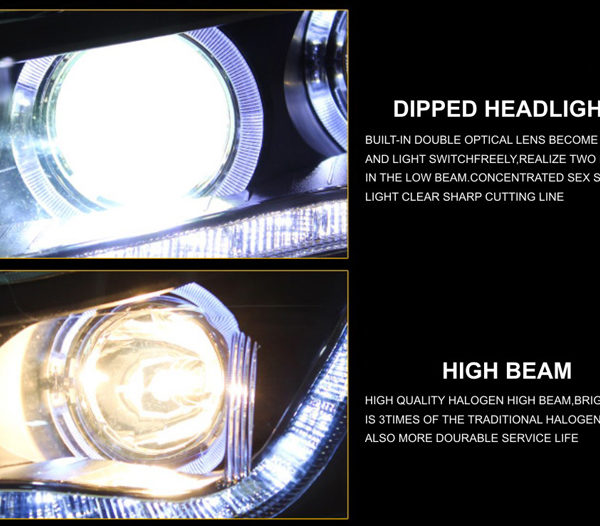 DIPPED HEADLIGH
BUILT-IN DOUBLE OPTICAL LENS BECOME
AND LIGHT SWITCHFREELY,REALIZE TWO
IN THE LOW BEAM.CONCENTRATED SEX S
LIGHT CLEAR SHARP CUTTING LINE
HIGH BEAM
HIGH QUALITY HALOGEN HIGH BEAM,BRIG
IS 3TIMES OF THE TRADITIONAL HALOGEN
ALSO MORE DOURABLE SERVICE LIFE